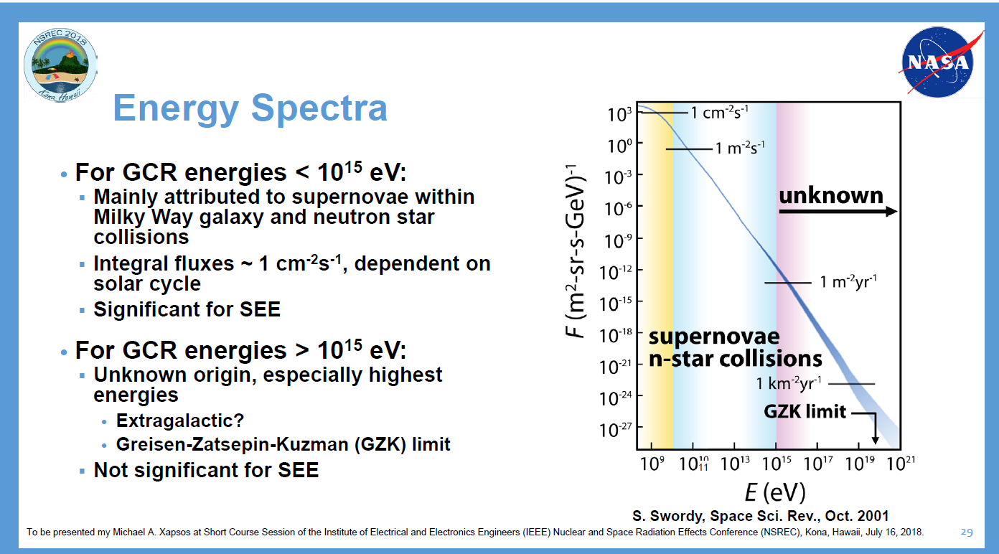 NSREC 2018
Kona Hawaii
NASA
Energy Spectra
• For GCR energies < 10¹⁵ eV:
▪ Mainly attributed to supernovae within
Milky Way galaxy and neutron star
collisions
▪ Integral fluxes ~ 1 cm⁻²s⁻¹, dependent on
solar cycle
▪ Significant for SEE
• For GCR energies > 10¹⁵ eV:
▪ Unknown origin, especially highest
energies
• Extragalactic?
• Greisen-Zatsepin-Kuzman (GZK) limit
▪ Not significant for SEE
F (m²-sr-s-GeV)⁻¹
10³
10⁰
10⁻³
10⁻⁶
10⁻⁹
10⁻¹²
10⁻¹⁵
10⁻¹⁸
10⁻²¹
10⁻²⁴
10⁻²⁷
1 cm⁻²s⁻¹
1 m⁻²s⁻¹
unknown
1 m⁻²yr⁻¹
supernovae
n-star collisions
1 km⁻²yr⁻¹
GZK limit
10⁹ 10¹¹ 10¹³ 10¹⁵ 10¹⁷ 10¹⁹ 10²¹
E (eV)
S. Swordy, Space Sci. Rev., Oct. 2001
To be presented my Michael A. Xapsos at Short Course Session of the Institute of Electrical and Electronics Engineers (IEEE) Nuclear and Space Radiation Effects Conference (NSREC), Kona, Hawaii, July 16, 2018.
29